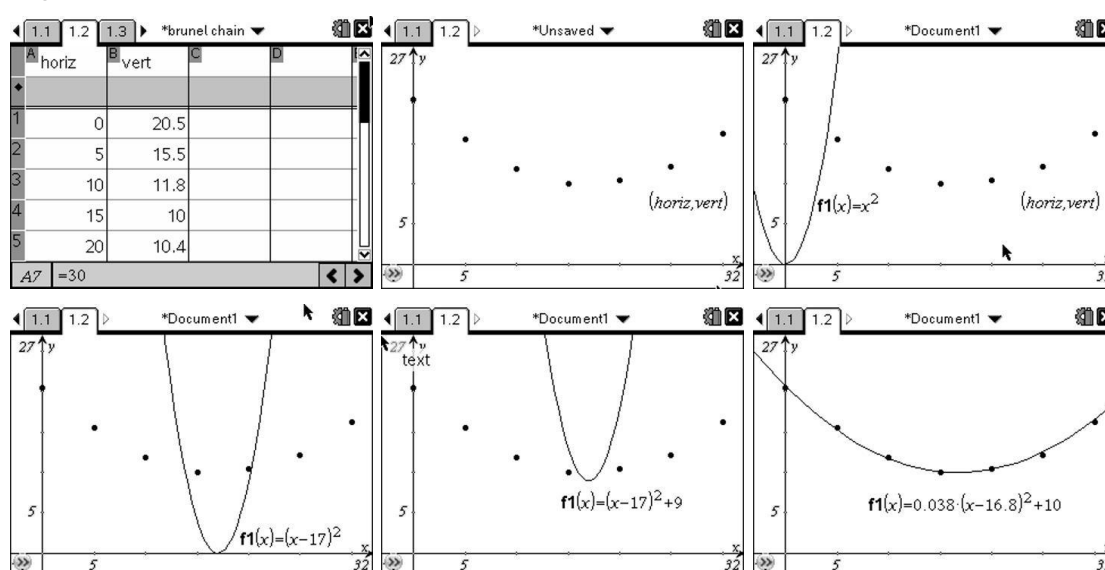 1.1 1.2 1.3 *brunel chain
A horiz B vert C D
1 0 20.5
2 5 15.5
3 10 11.8
4 15 10
5 20 10.4
A7 =30
1.1 1.2 *Unsaved
27 y
(horiz,vert)
5
x
5 32
1.1 1.2 *Document1
27 y
f1(x)=x²
(horiz,vert)
5
x
5
1.1 1.2 *Document1
27 y
5
f1(x)=(x-17)²
x
5 32
1.1 1.2 *Document1
27 y
text
f1(x)=(x-17)²+9
5
x
5 32
1.1 1.2 *Document1
27 y
f1(x)=0.038·(x-16.8)²+10
5
x
5 32